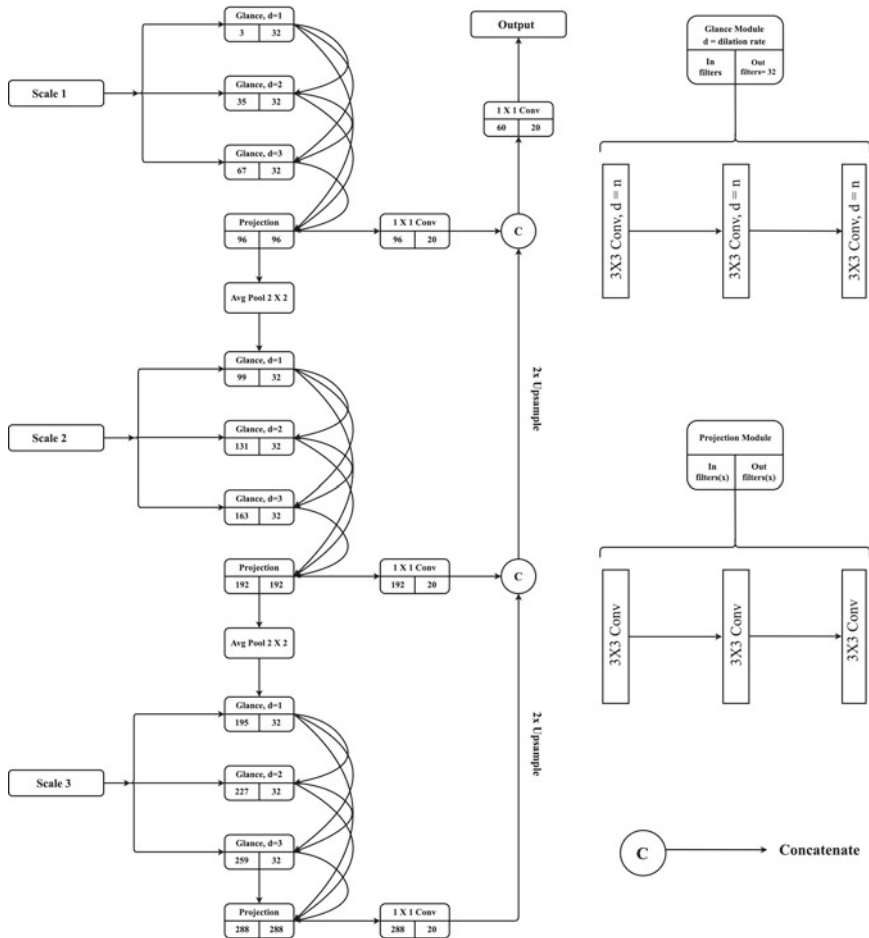 Glance, d=1
3 32
Scale 1
Glance, d=2
35 32
Glance, d=3
67 32
Projection
96 96
1 X 1 Conv
96 20
C
1 X 1 Conv
60 20
Output
Avg Pool 2 X 2
Glance, d=1
99 32
Scale 2
Glance, d=2
131 32
Glance, d=3
163 32
Projection
192 192
1 X 1 Conv
192 20
C
2x Upsample
Avg Pool 2 X 2
Glance, d=1
195 32
Scale 3
Glance, d=2
227 32
Glance, d=3
259 32
Projection
288 288
1 X 1 Conv
288 20
2x Upsample
Glance Module
d = dilation rate
In
filters
Out
filters= 32
3X3 Conv, d = n
3X3 Conv, d = n
3X3 Conv, d = n
Projection Module
In
filters(x)
Out
filters(x)
3X3 Conv
3X3 Conv
3X3 Conv
C
Concatenate